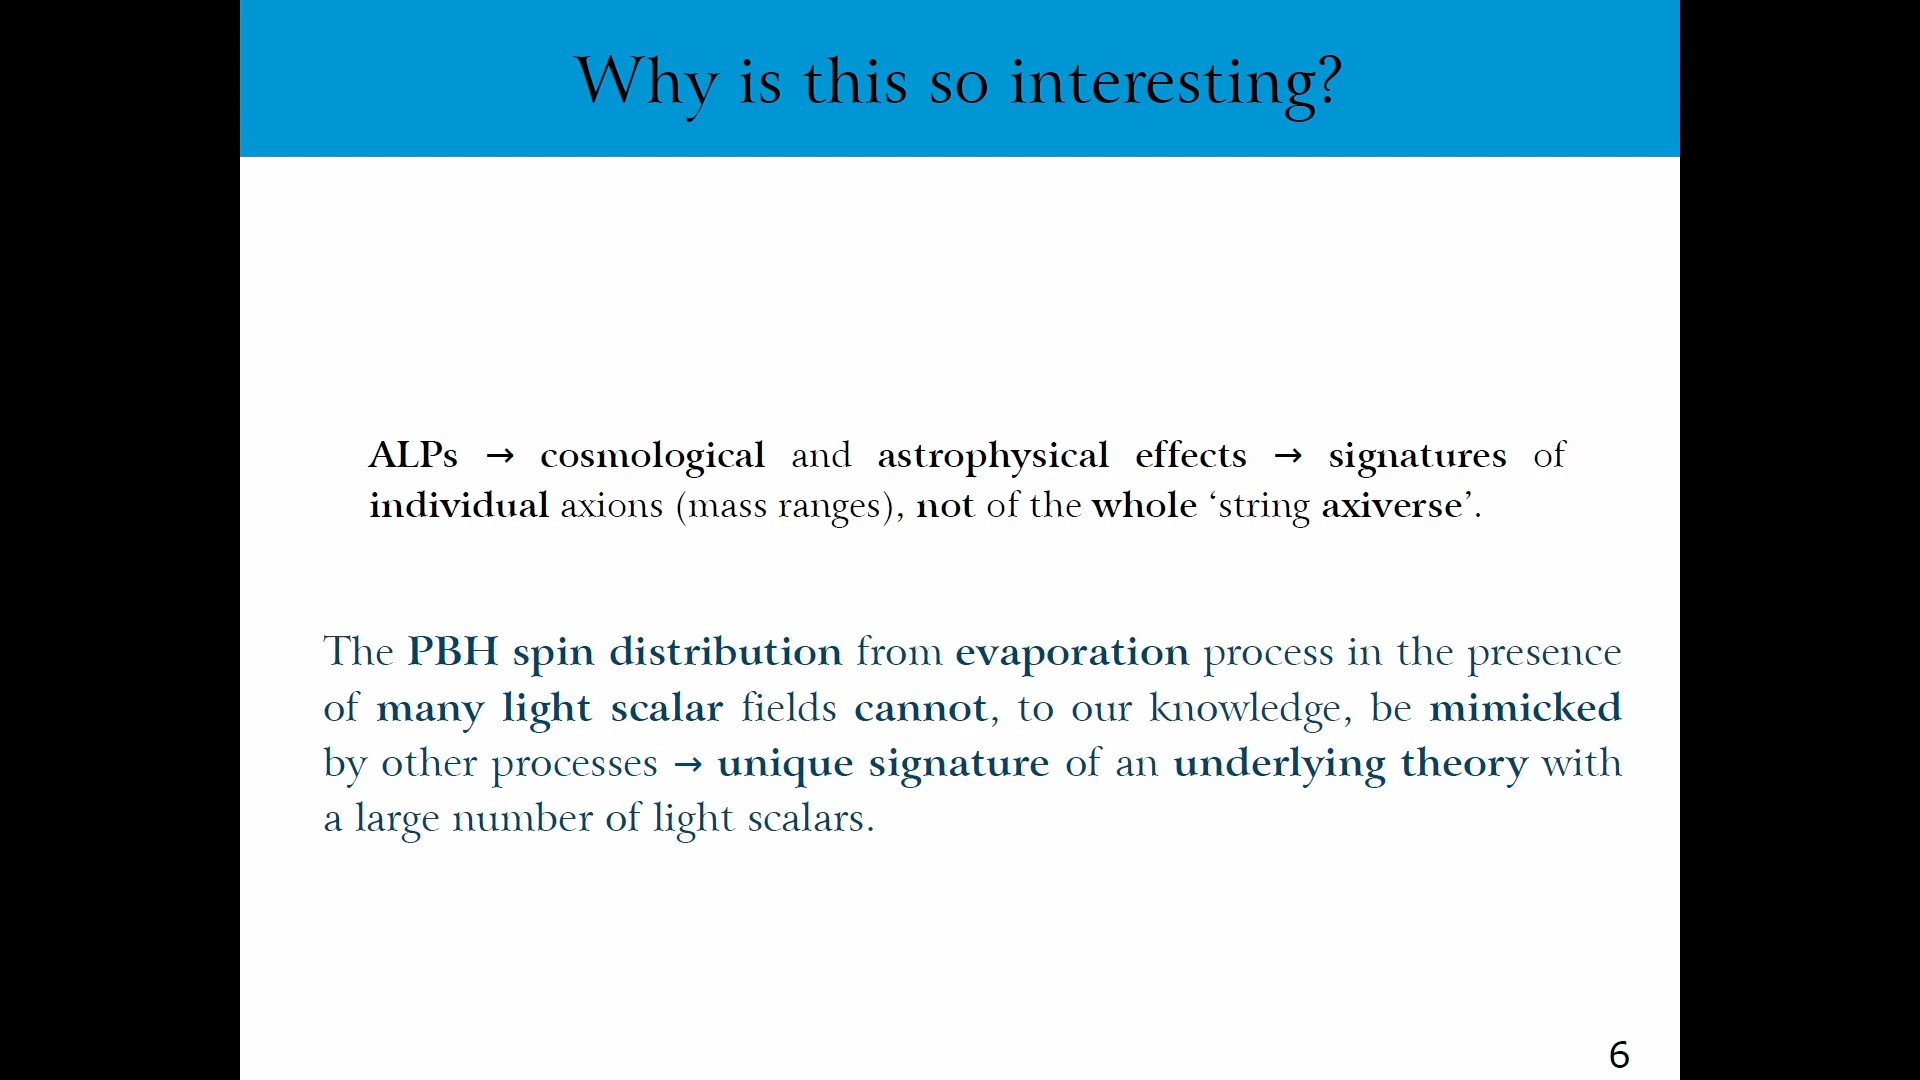 Why is this so interesting?
ALPs → cosmological and astrophysical effects → signatures of
individual axions (mass ranges), not of the whole ‘string axiverse’.
The PBH spin distribution from evaporation process in the presence
of many light scalar fields cannot, to our knowledge, be mimicked
by other processes → unique signature of an underlying theory with
a large number of light scalars.
6